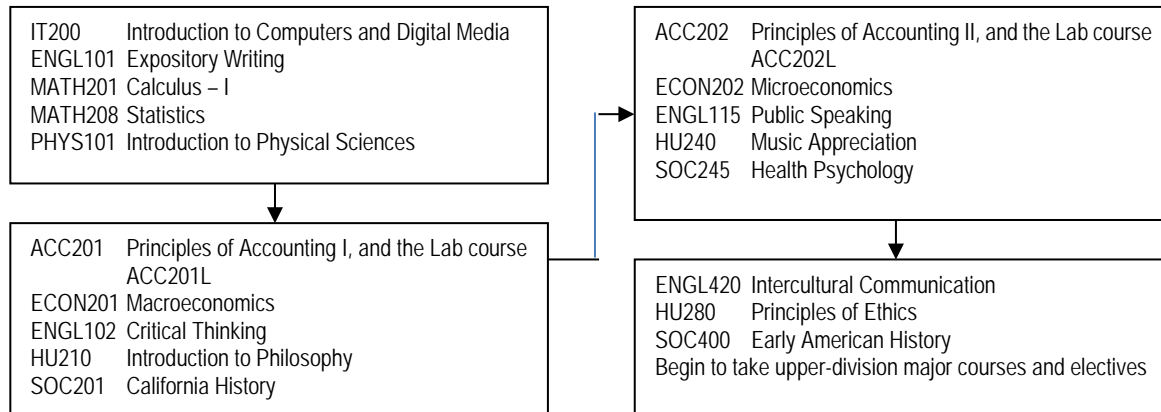 IT200 Introduction to Computers and Digital Media
ENGL101 Expository Writing
MATH201 Calculus – I
MATH208 Statistics
PHYS101 Introduction to Physical Sciences
ACC201 Principles of Accounting I, and the Lab course
ACC201L
ECON201 Macroeconomics
ENGL102 Critical Thinking
HU210 Introduction to Philosophy
SOC201 California History
ACC202 Principles of Accounting II, and the Lab course
ACC202L
ECON202 Microeconomics
ENGL115 Public Speaking
HU240 Music Appreciation
SOC245 Health Psychology
ENGL420 Intercultural Communication
HU280 Principles of Ethics
SOC400 Early American History
Begin to take upper-division major courses and electives